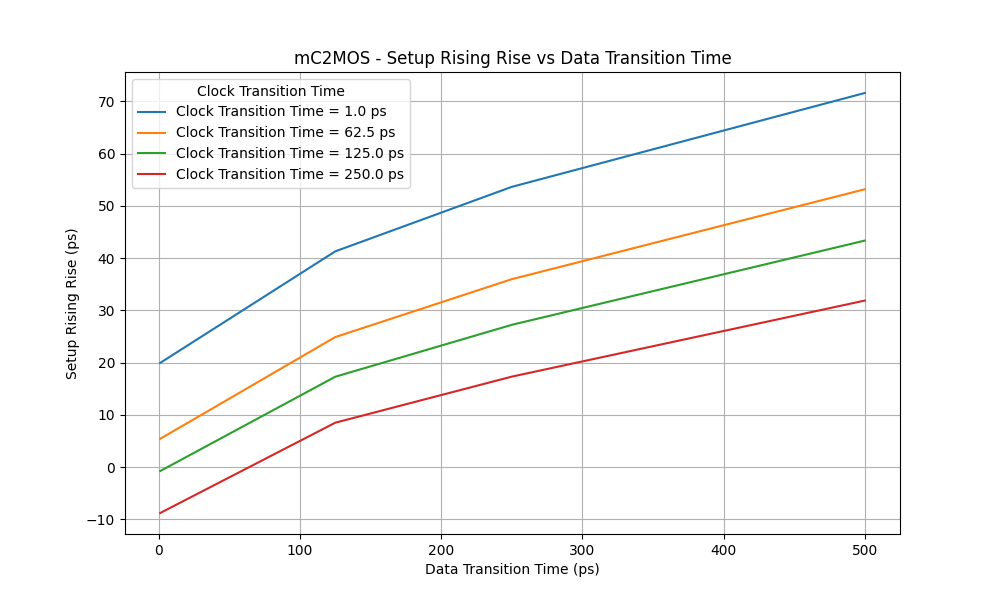 mC2MOS - Setup Rising Rise vs Data Transition Time
Clock Transition Time
Clock Transition Time = 1.0 ps
Clock Transition Time = 62.5 ps
Clock Transition Time = 125.0 ps
Clock Transition Time = 250.0 ps
Setup Rising Rise (ps)
70
60
50
40
30
20
10
0
−10
0 100 200 300 400 500
Data Transition Time (ps)